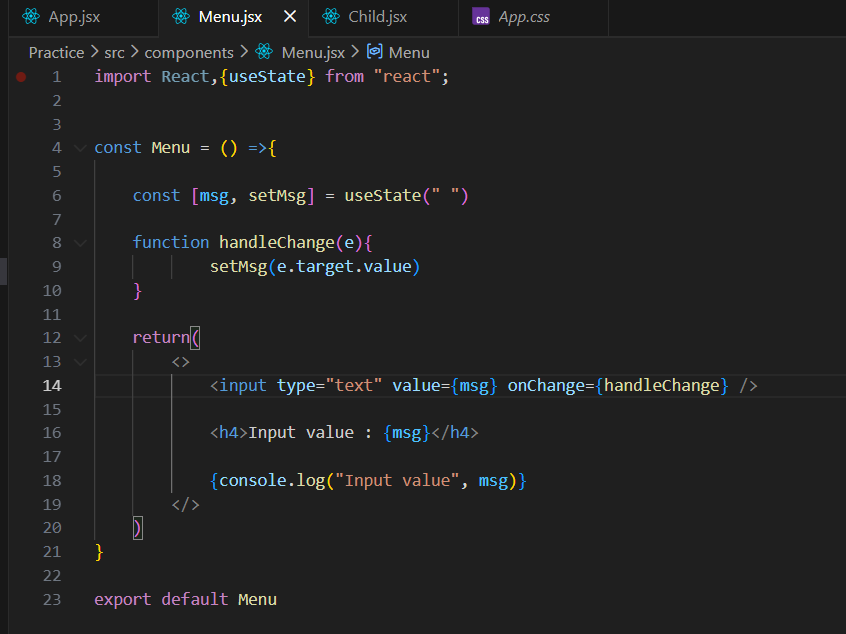 App.jsx Menu.jsx Child.jsx css App.css
Practice > src > components > Menu.jsx > Menu
1 import React,{useState} from "react";
2
3
4 const Menu = () =>{
5
6 const [msg, setMsg] = useState(" ")
7
8 function handleChange(e){
9 setMsg(e.target.value)
10 }
11
12 return(
13 <>
14 <input type="text" value={msg} onChange={handleChange} />
15
16 <h4>Input value : {msg}</h4>
17
18 {console.log("Input value", msg)}
19 </>
20 )
21 }
22
23 export default Menu